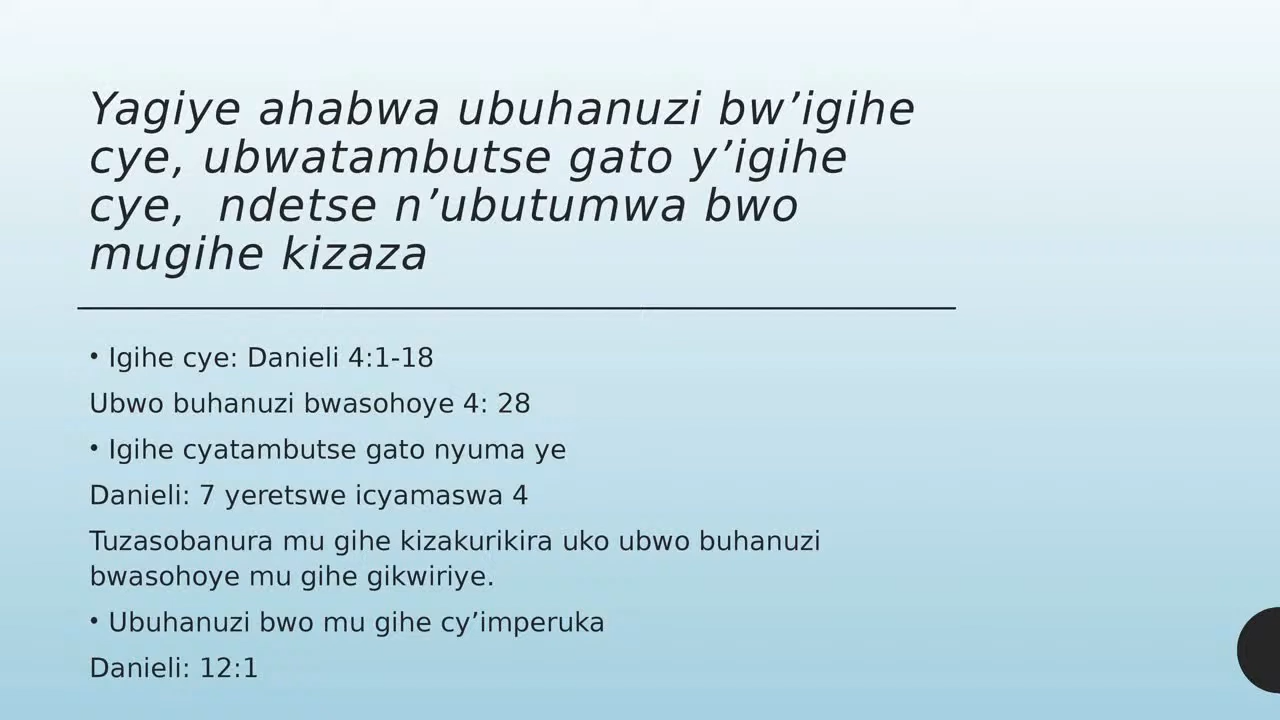 Yagiye ahabwa ubuhanuzi bw’igihe
cye, ubwatambutse gato y’igihe
cye,  ndetse n’ubutumwa bwo
mugihe kizaza
• Igihe cye: Danieli 4:1-18
Ubwo buhanuzi bwasohoye 4: 28
• Igihe cyatambutse gato nyuma ye
Danieli: 7 yeretswe icyamaswa 4
Tuzasobanura mu gihe kizakurikira uko ubwo buhanuzi
bwasohoye mu gihe gikwiriye.
• Ubuhanuzi bwo mu gihe cy’imperuka
Danieli: 12:1